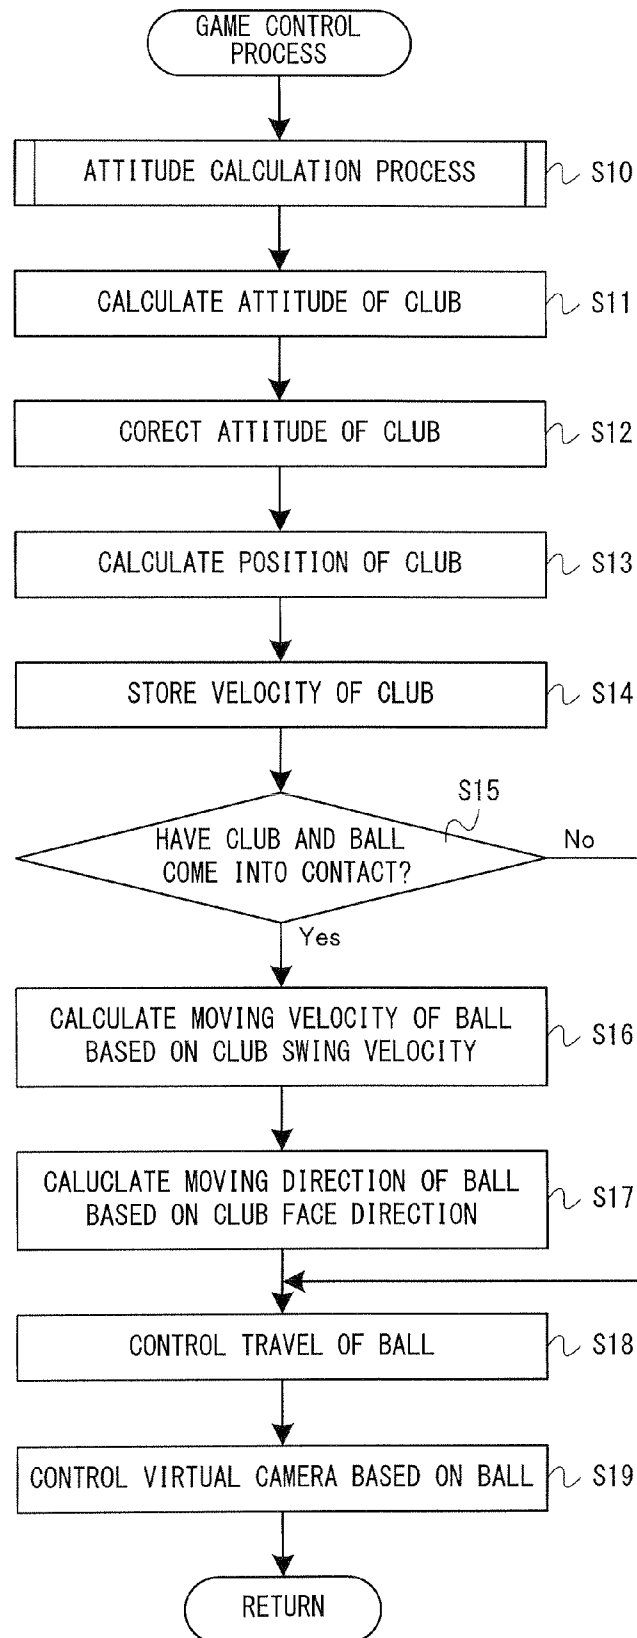 GAME CONTROL
PROCESS
ATTITUDE CALCULATION PROCESS
S10
CALCULATE ATTITUDE OF CLUB
S11
CORECT ATTITUDE OF CLUB
S12
CALCULATE POSITION OF CLUB
S13
STORE VELOCITY OF CLUB
S14
S15
HAVE CLUB AND BALL
COME INTO CONTACT?
No
Yes
CALCULATE MOVING VELOCITY OF BALL
BASED ON CLUB SWING VELOCITY
S16
CALUCLATE MOVING DIRECTION OF BALL
BASED ON CLUB FACE DIRECTION
S17
CONTROL TRAVEL OF BALL
S18
CONTROL VIRTUAL CAMERA BASED ON BALL
S19
RETURN